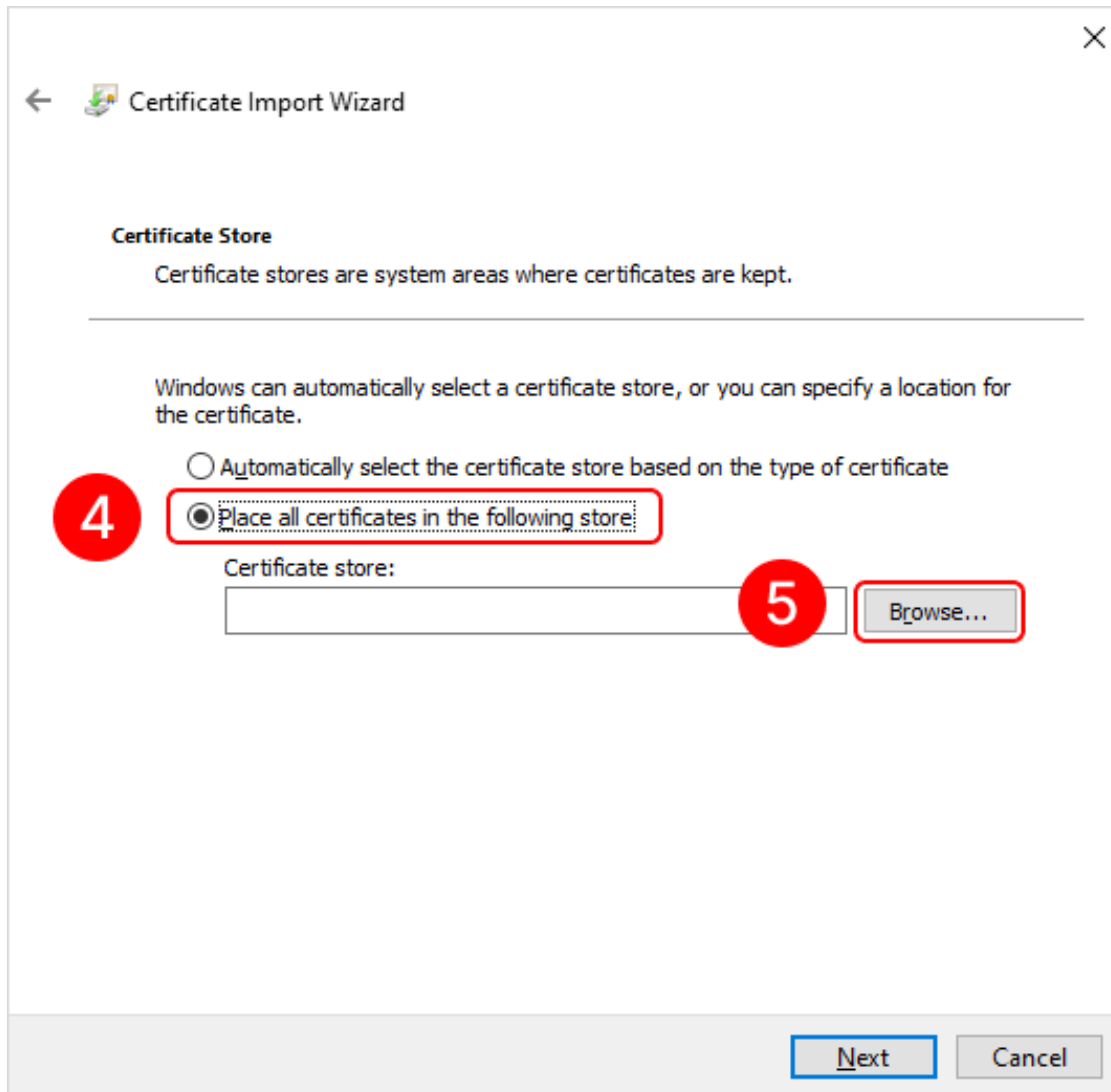 Certificate Import Wizard
Certificate Store
Certificate stores are system areas where certificates are kept.
Windows can automatically select a certificate store, or you can specify a location for
the certificate.
Automatically select the certificate store based on the type of certificate
4
Place all certificates in the following store
Certificate store:
5
Browse...
Next
Cancel